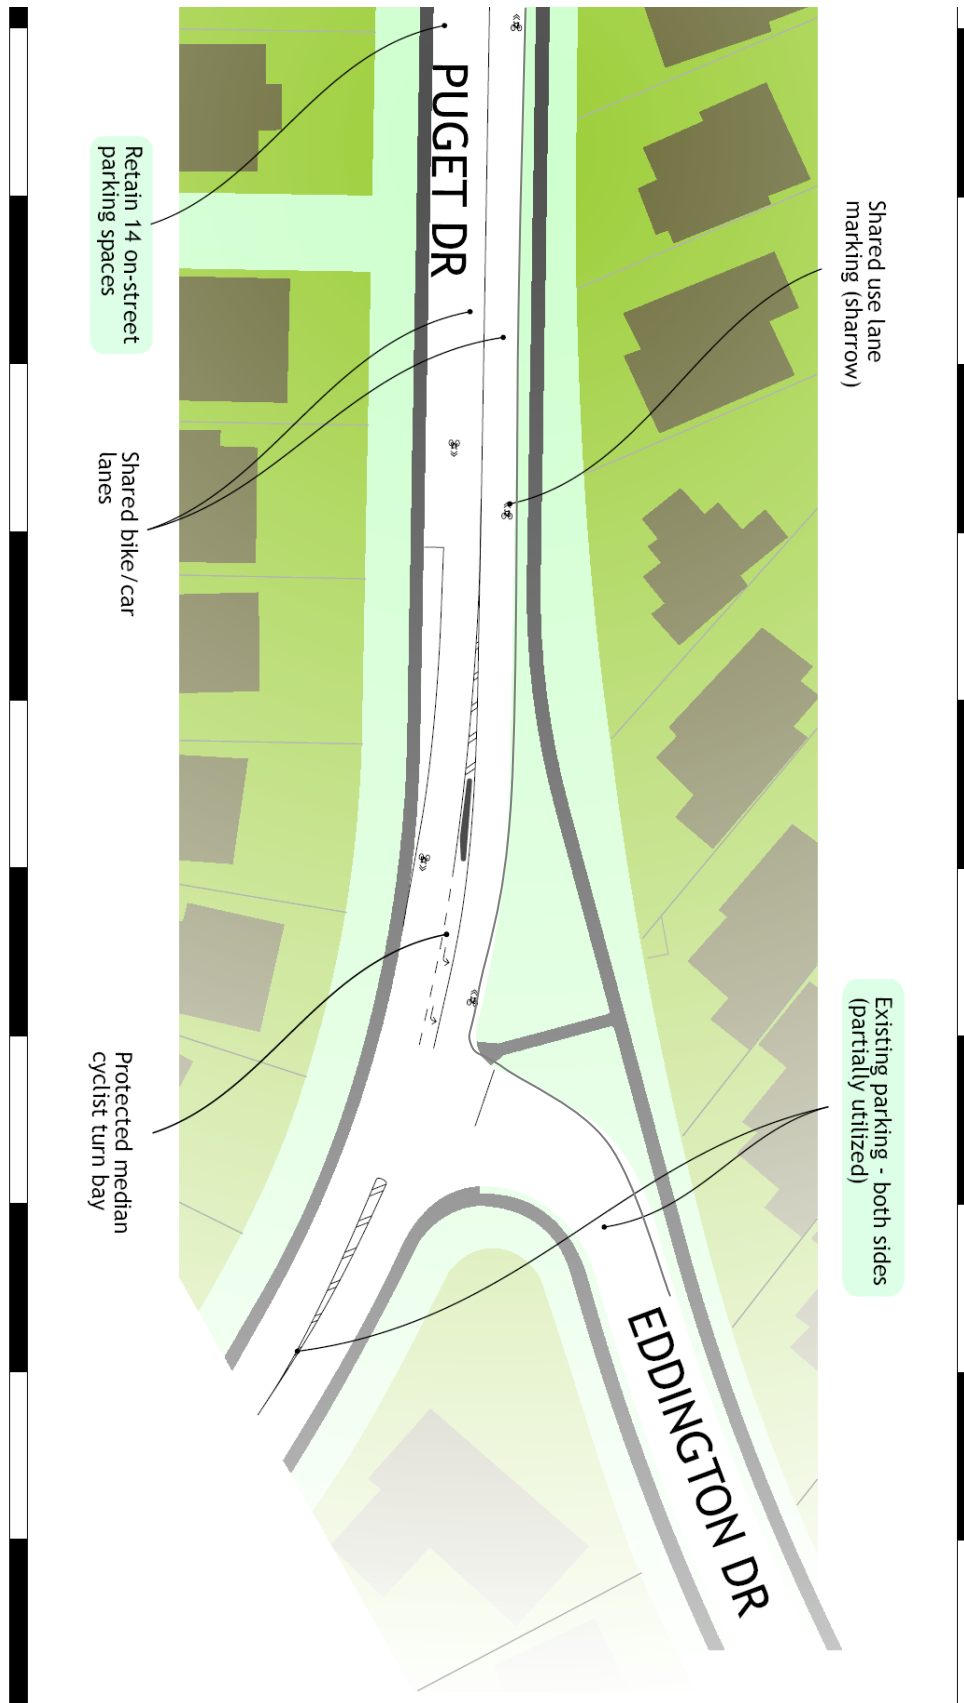 Shared use lane
marking (sharrow)
Existing parking - both sides
(partially utilized)
PUGET DR
EDDINGTON DR
Retain 14 on-street
parking spaces
Shared bike/car
lanes
Protected median
cyclist turn bay